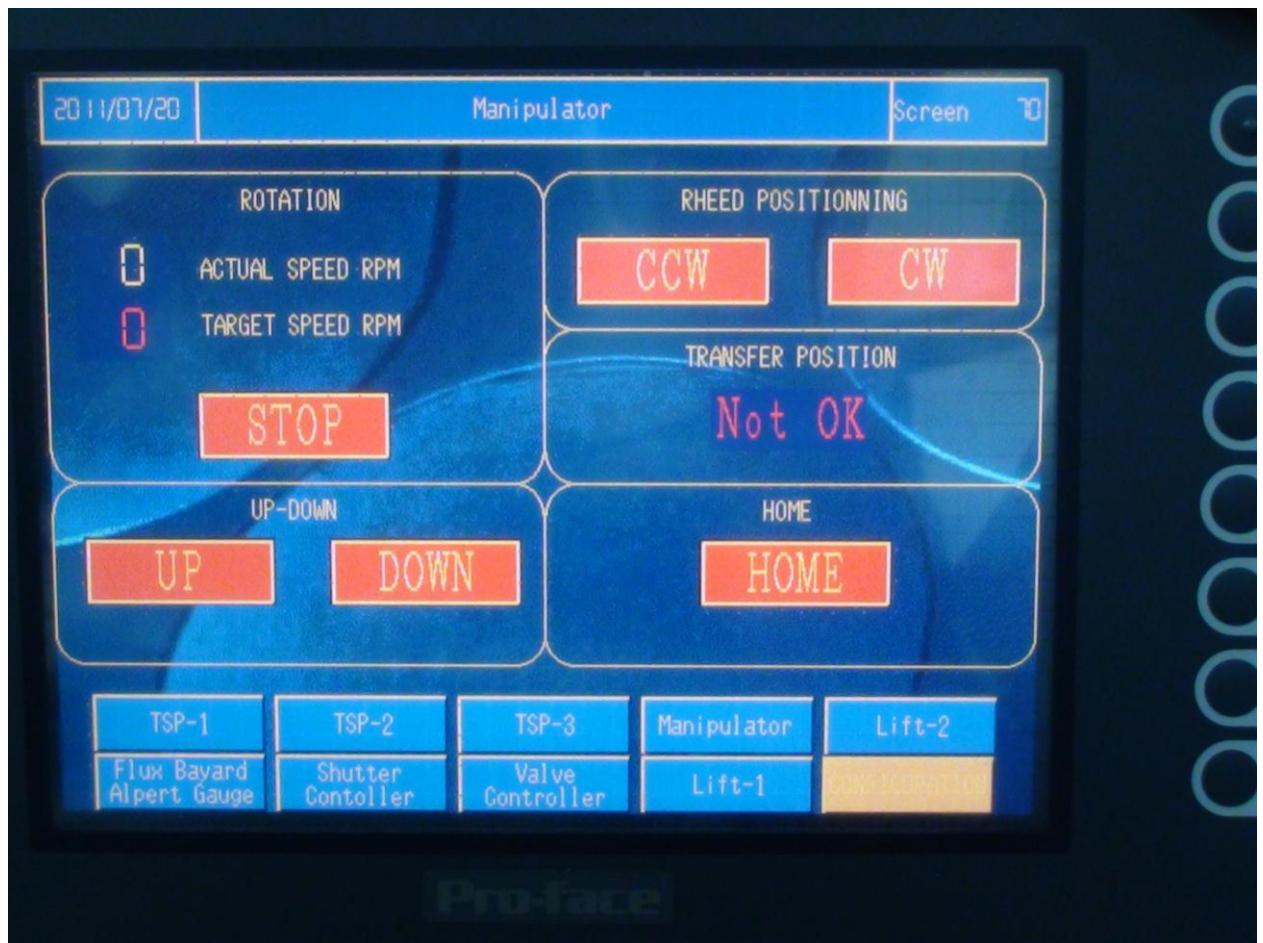 2011/07/20
Manipulator
Screen 70
ROTATION
0 ACTUAL SPEED RPM
0 TARGET SPEED RPM
STOP
RHEED POSITIONNING
CCW CW
TRANSFER POSITION
Not OK
UP-DOWN
UP DOWN
HOME
HOME
TSP-1
TSP-2
TSP-3
Manipulator
Lift-2
Flux Bayard
Alpert Gauge
Shutter
Contoller
Valve
Controller
Lift-1
CONFIGURATION
Pro-face